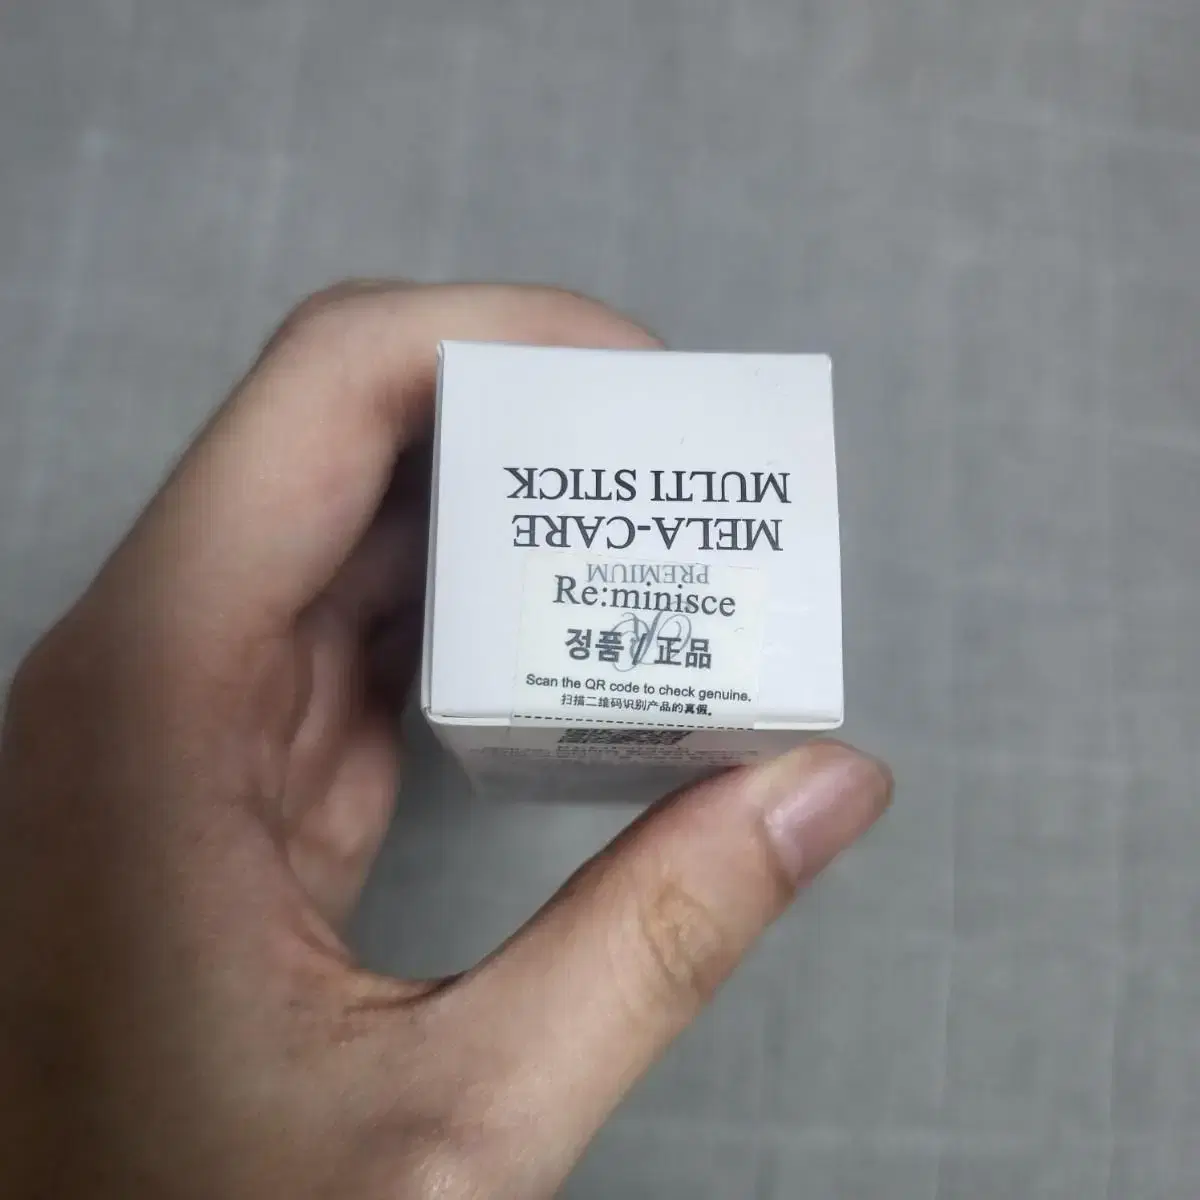 PREMIUM
MELA-CARE
MULTI STICK
Re:minisce
정품 / 正品
Scan the QR code to check genuine.
扫描二维码识别产品的真假。